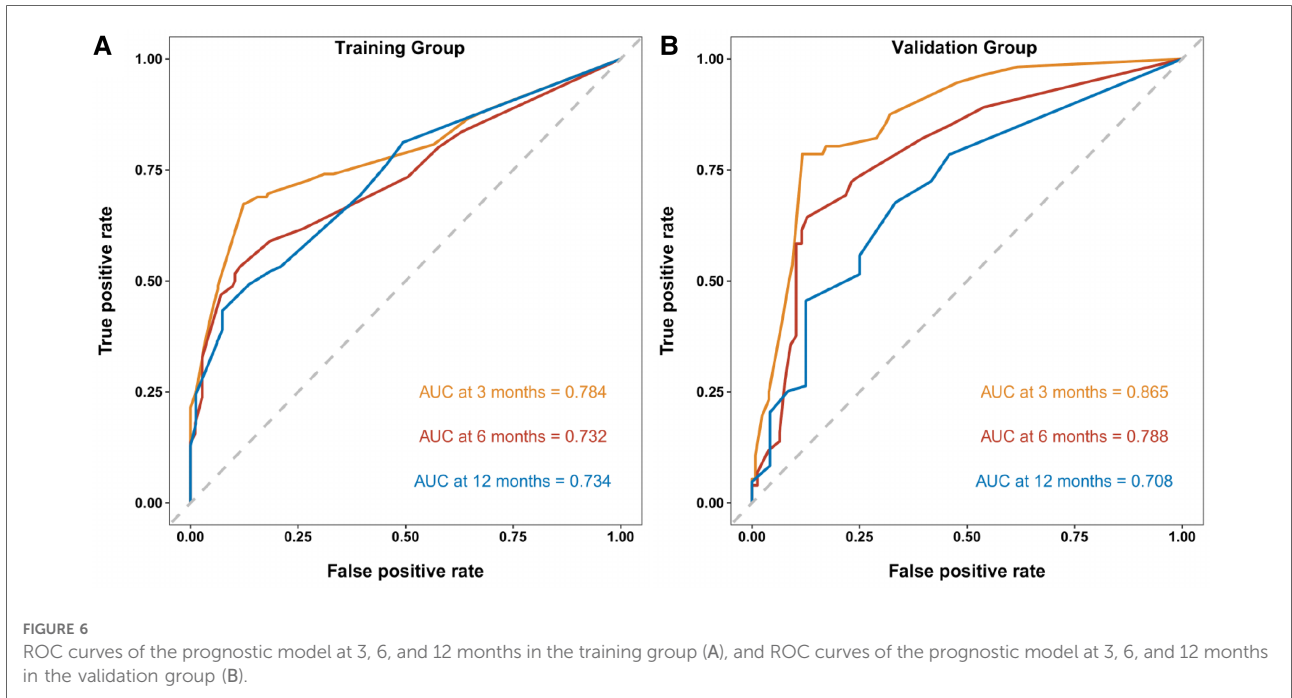 A
Training Group
1.00
0.75
0.50
0.25
0.00
True positive rate
AUC at 3 months = 0.784
AUC at 6 months = 0.732
AUC at 12 months = 0.734
0.00 0.25 0.50 0.75 1.00
False positive rate
B
Validation Group
1.00
0.75
0.50
0.25
0.00
True positive rate
AUC at 3 months = 0.865
AUC at 6 months = 0.788
AUC at 12 months = 0.708
0.00 0.25 0.50 0.75 1.00
False positive rate
FIGURE 6
ROC curves of the prognostic model at 3, 6, and 12 months in the training group (A), and ROC curves of the prognostic model at 3, 6, and 12 months
in the validation group (B).